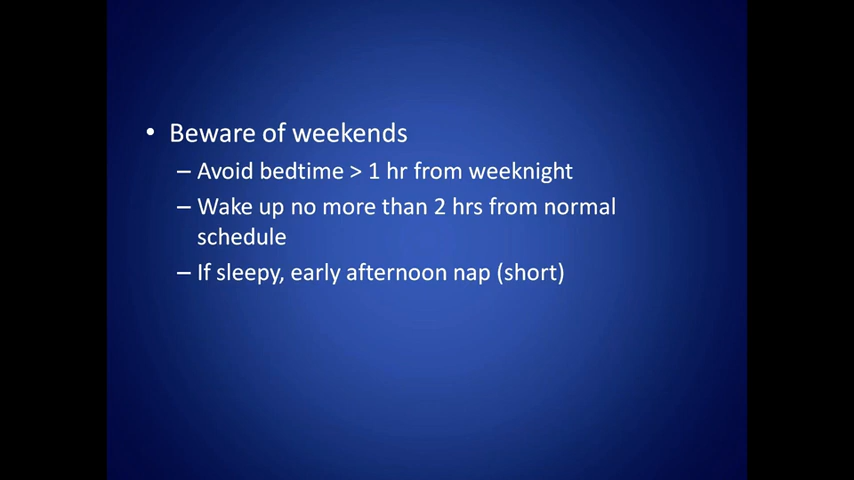 • Beware of weekends
– Avoid bedtime > 1 hr from weeknight
– Wake up no more than 2 hrs from normal
schedule
– If sleepy, early afternoon nap (short)